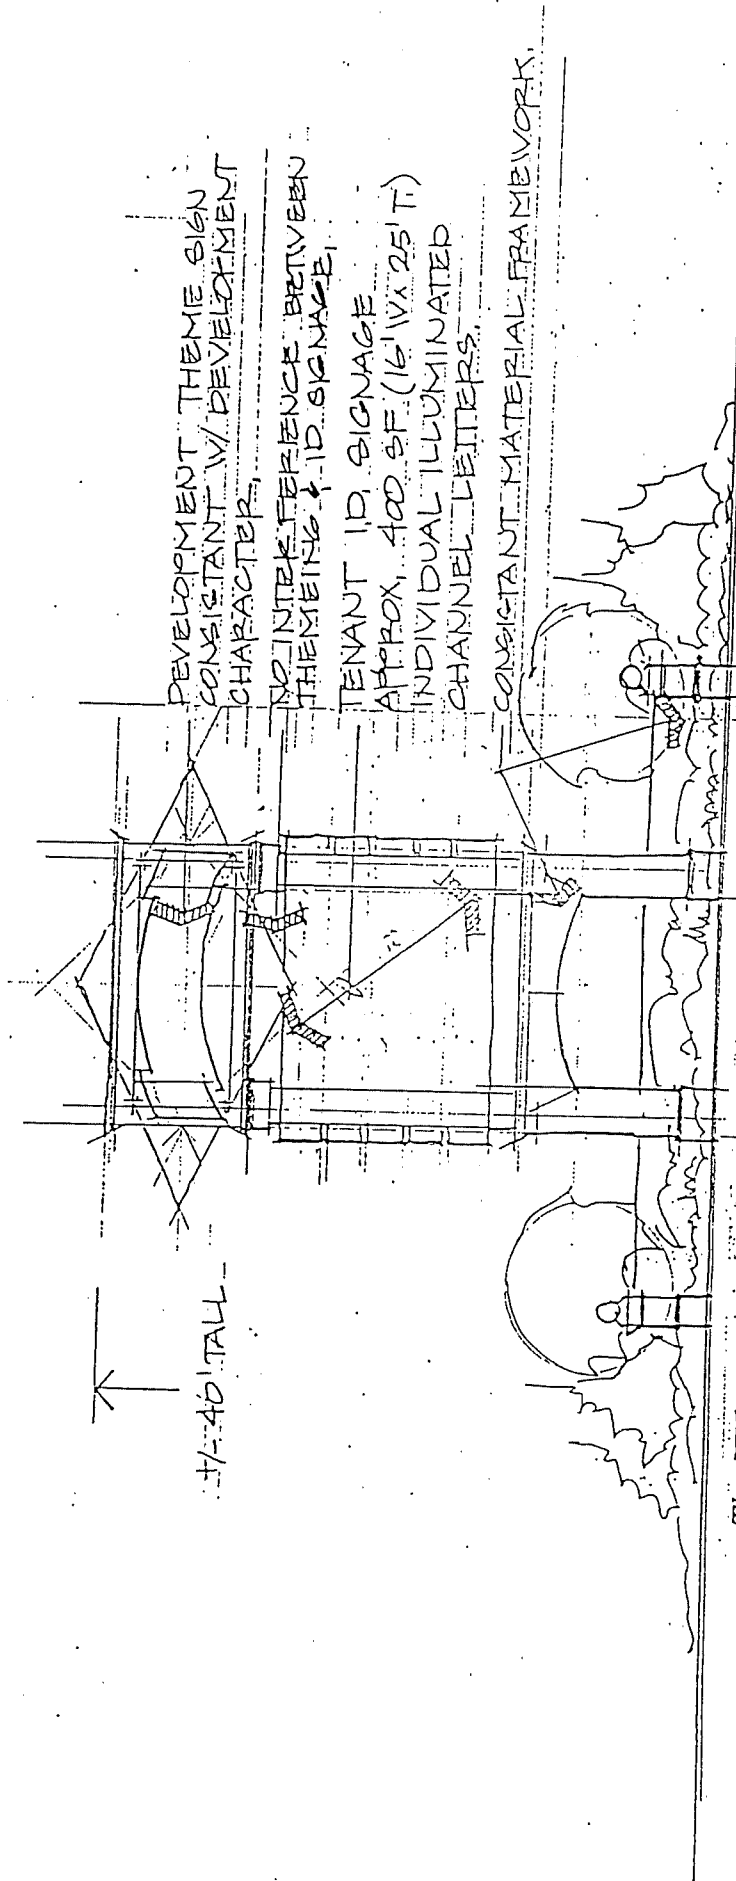 DEVELOPMENT THEME SIGN
CONSISTANT W/ DEVELOPMENT
CHARACTER.
NO INTERFERENCE BETWEEN
THEMEING & ID SIGNAGE.
TENANT I.D. SIGNAGE
APPROX. 400 SF (16'W x 25' T.)
INDIVIDUAL ILLUMINATED
CHANNEL LETTERS.
CONSISTANT MATERIAL FRAMEWORK.
+/- 40' TALL